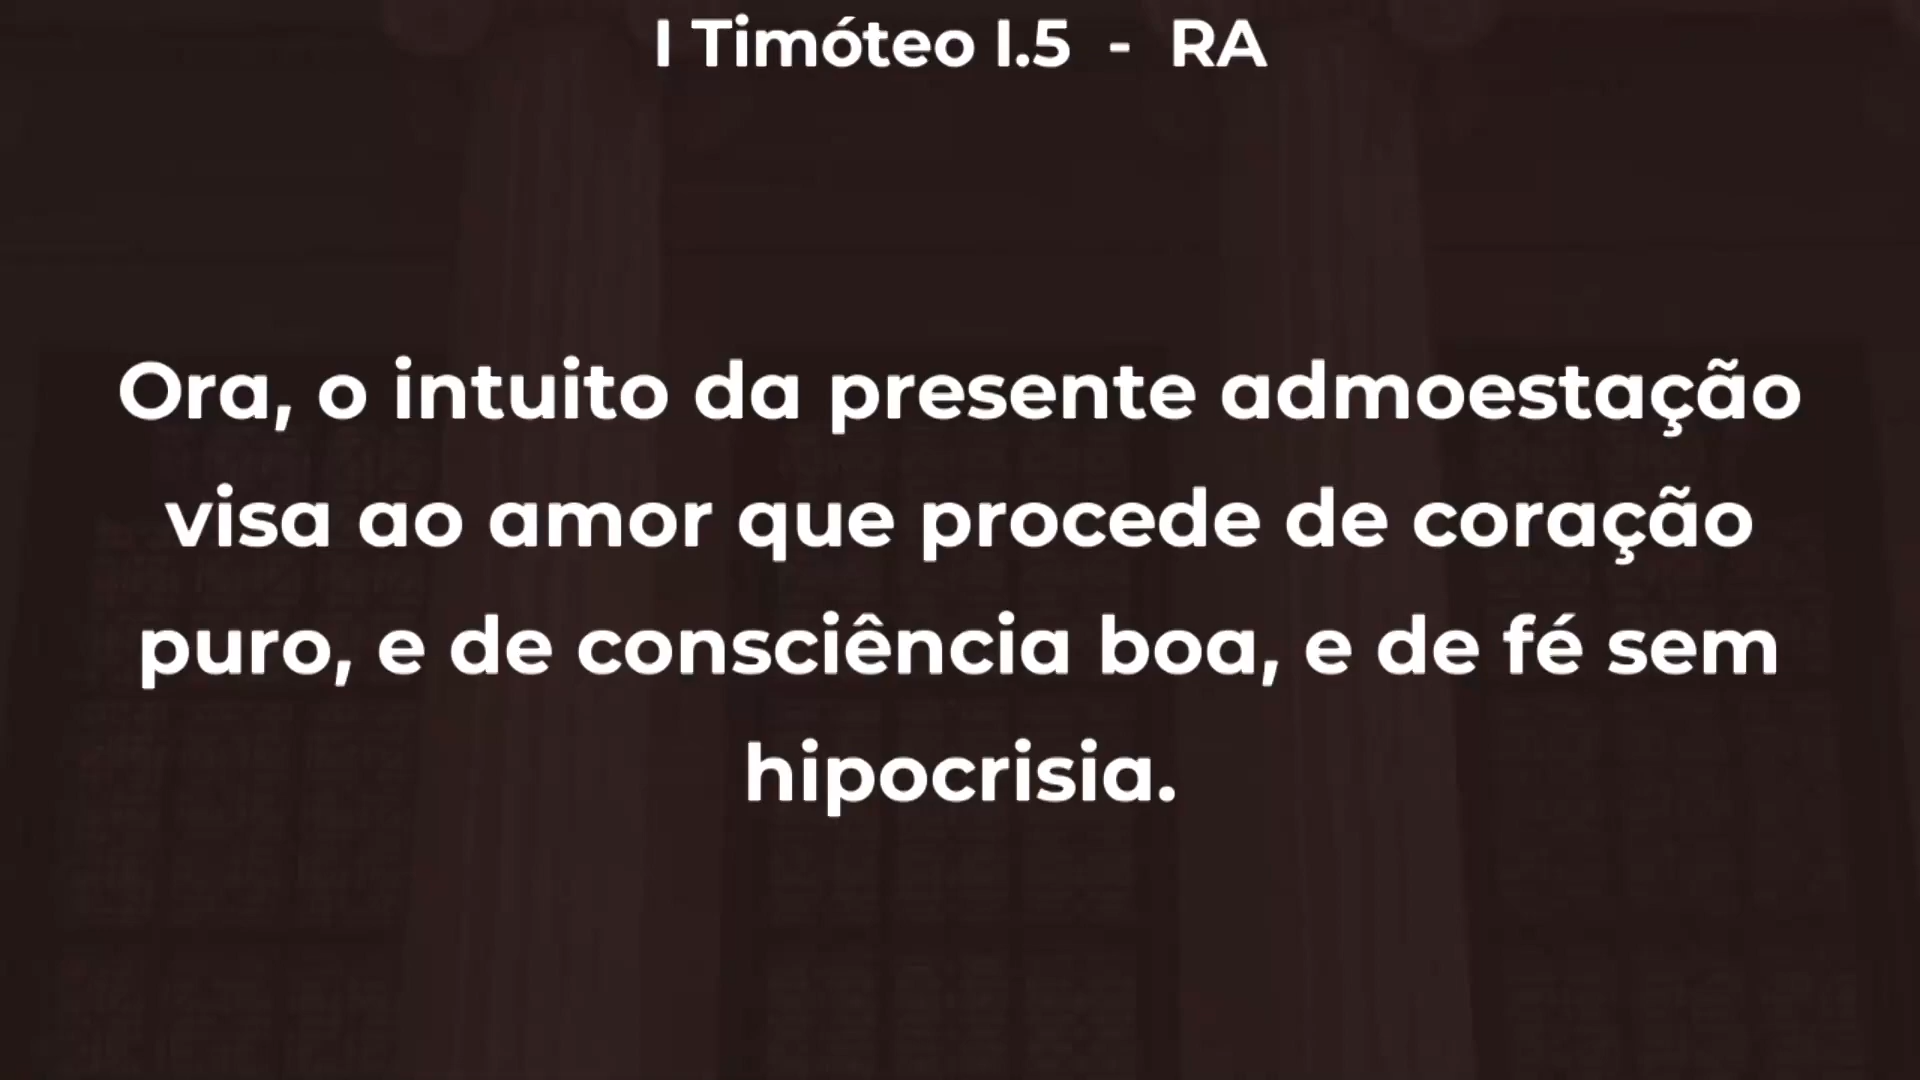 I Timóteo I.5 - RA
Ora, o intuito da presente admoestação
visa ao amor que procede de coração
puro, e de consciência boa, e de fé sem
hipocrisia.